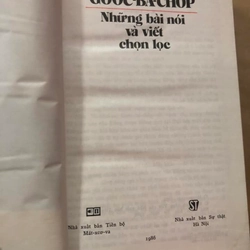 GOOC-BA-CHOP
Những bài nói
và viết
chọn lọc
Nhà xuất bản Tiến bộ
Mát-xcơ-va
Nhà xuất bản Sự thật
Hà Nội
1986